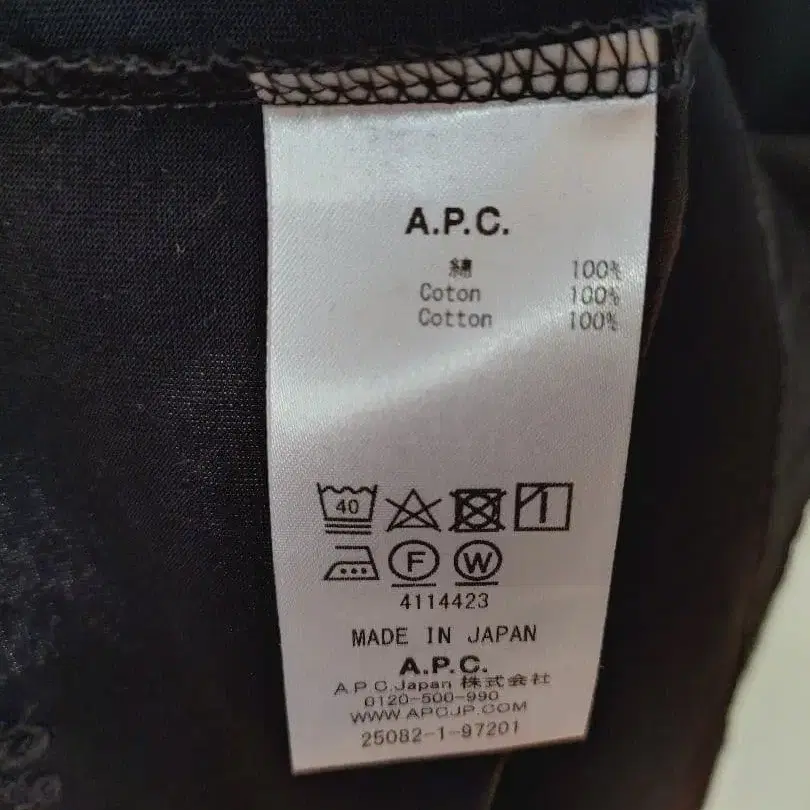 A.P.C.
綿 100%
Coton 100%
Cotton 100%
40
F W
4114423
MADE IN JAPAN
A.P.C.
A.P.C.Japan 株式会社
0120-500-990
WWW.APCJP.COM
25082-1-97201